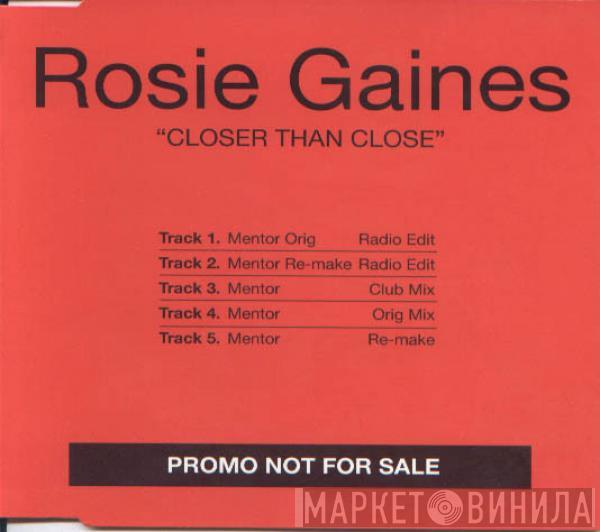 Rosie Gaines
“CLOSER THAN CLOSE”
Track 1. Mentor Orig Radio Edit
Track 2. Mentor Re-make Radio Edit
Track 3. Mentor Club Mix
Track 4. Mentor Orig Mix
Track 5. Mentor Re-make
PROMO NOT FOR SALE
МАРКЕТ ВИНИЛА